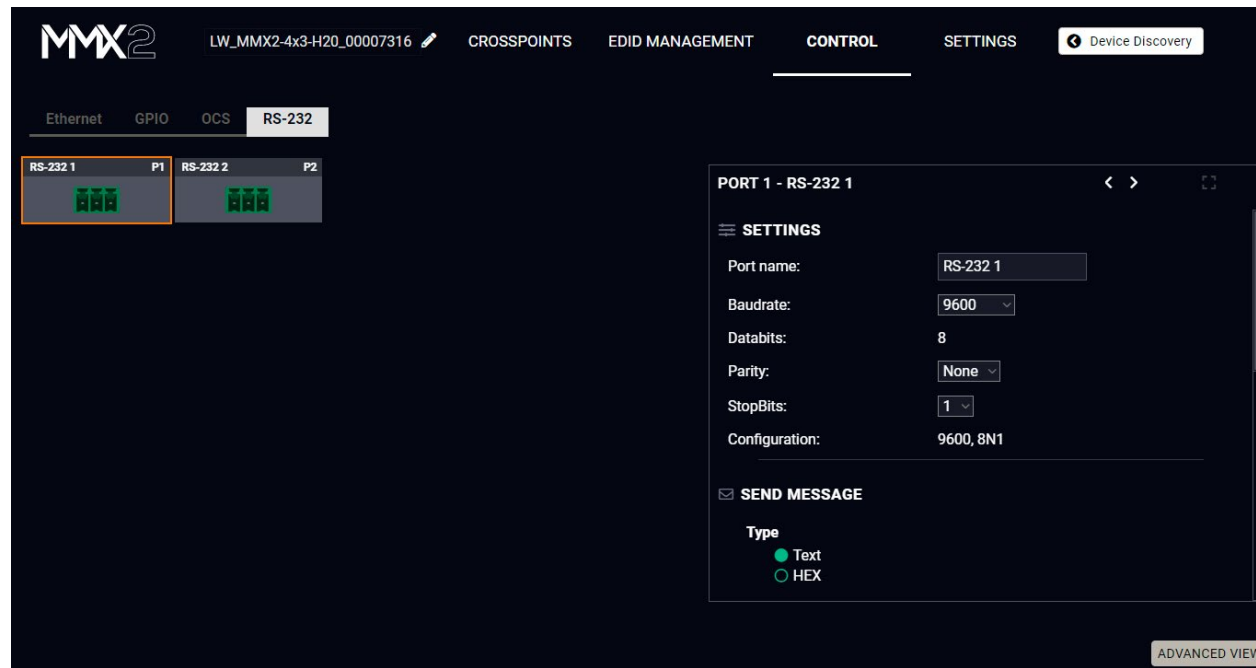 MMX2 LW_MMX2-4x3-H20_00007316 CROSSPOINTS EDID MANAGEMENT CONTROL SETTINGS Device Discovery
Ethernet GPIO OCS RS-232
RS-232 1 P1 RS-232 2 P2
PORT 1 - RS-232 1
SETTINGS
Port name: RS-232 1
Baudrate: 9600
Databits: 8
Parity: None
StopBits: 1
Configuration: 9600, 8N1
SEND MESSAGE
Type
Text
HEX
ADVANCED VIEW